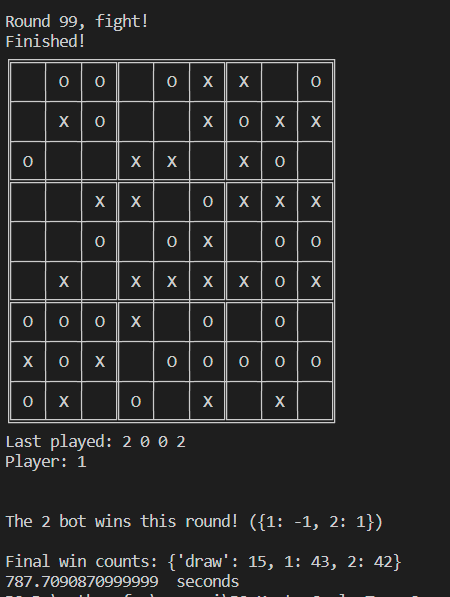 Round 99, fight!
Finished!
O O O X X O
X O X O X X
O X X X O
X X O X X X
O O X O O
X X X X X O X
O O O X O O
X O X O O O O O
O X O X X
Last played: 2 0 0 2
Player: 1
The 2 bot wins this round! ({1: -1, 2: 1})
Final win counts: {'draw': 15, 1: 43, 2: 42}
787.7090870999999 seconds